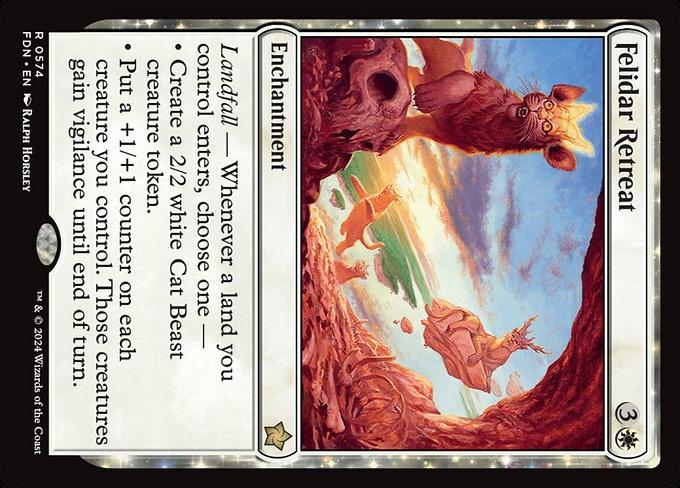 Felidar Retreat 3
Enchantment
Landfall — Whenever a land you
control enters, choose one —
• Create a 2/2 white Cat Beast
creature token.
• Put a +1/+1 counter on each
creature you control. Those creatures
gain vigilance until end of turn.
R 0574
FDN • EN RALPH HORSLEY
™ & © 2024 Wizards of the Coast